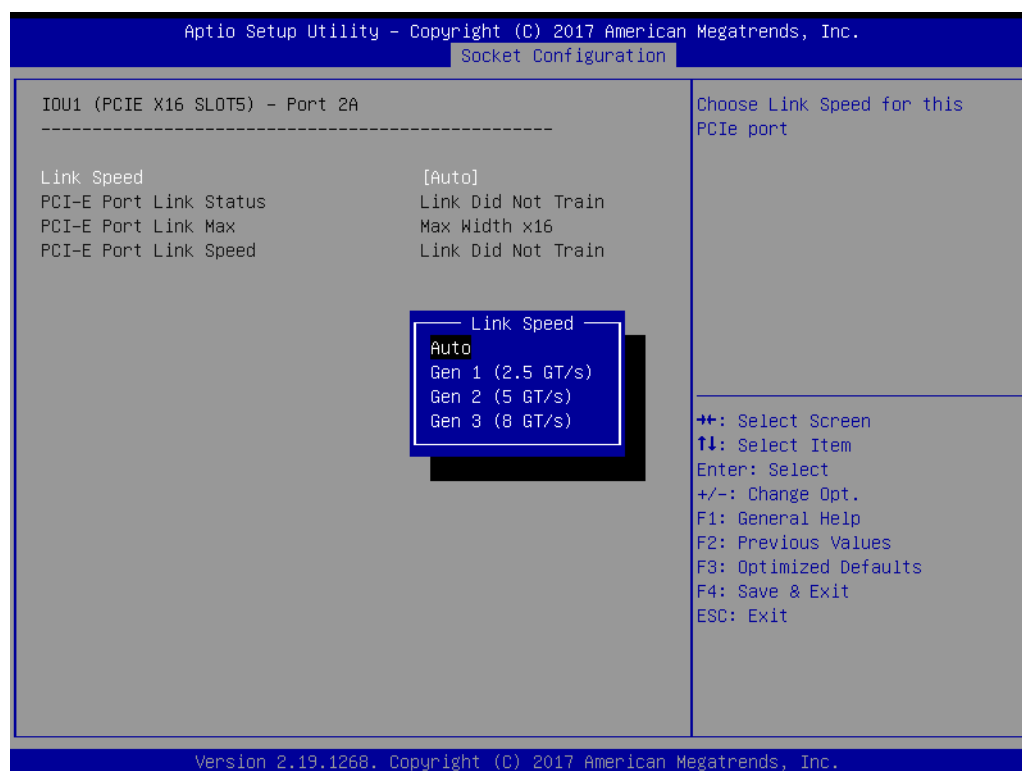 Aptio Setup Utility – Copyright (C) 2017 American Megatrends, Inc.
Socket Configuration
IOU1 (PCIE X16 SLOT5) – Port 2A
--------------------------------------------------
Link Speed [Auto]
PCI-E Port Link Status Link Did Not Train
PCI-E Port Link Max Max Width x16
PCI-E Port Link Speed Link Did Not Train
Link Speed
Auto
Gen 1 (2.5 GT/s)
Gen 2 (5 GT/s)
Gen 3 (8 GT/s)
Choose Link Speed for this
PCIe port
→←: Select Screen
↑↓: Select Item
Enter: Select
+/-: Change Opt.
F1: General Help
F2: Previous Values
F3: Optimized Defaults
F4: Save & Exit
ESC: Exit
Version 2.19.1268. Copyright (C) 2017 American Megatrends, Inc.